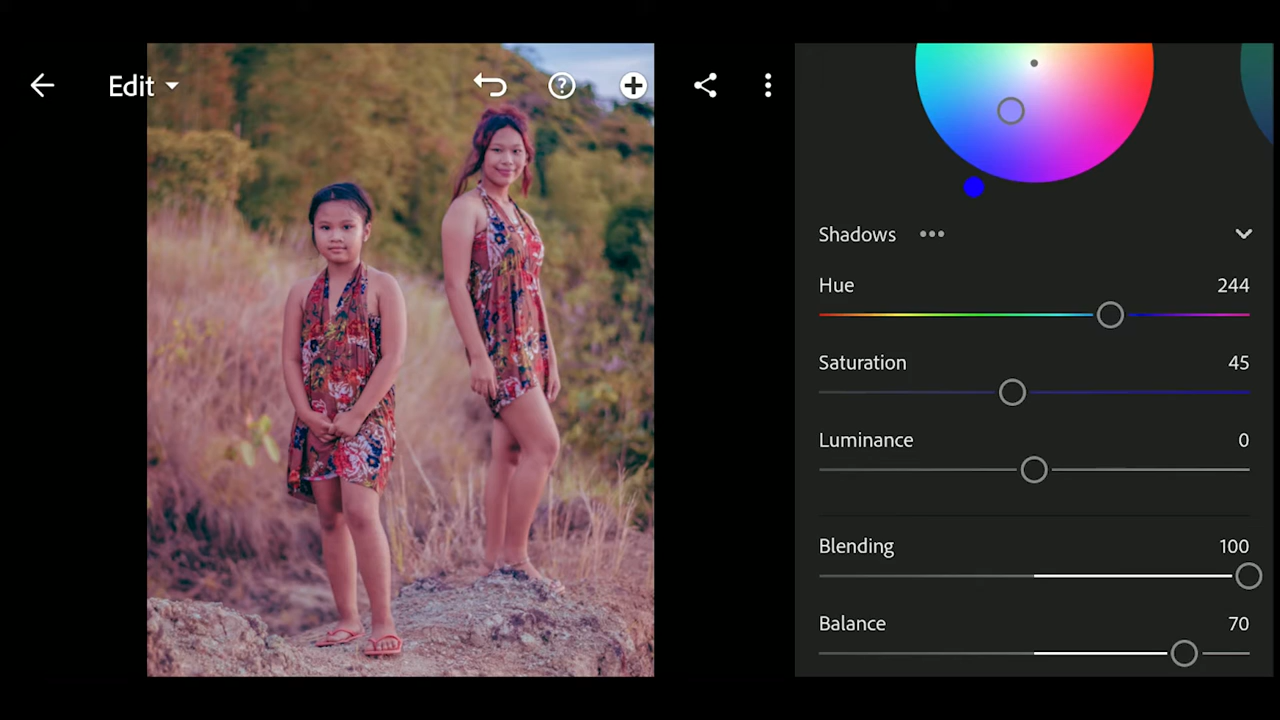 Edit
Shadows
Hue 244
Saturation 45
Luminance 0
Blending 100
Balance 70